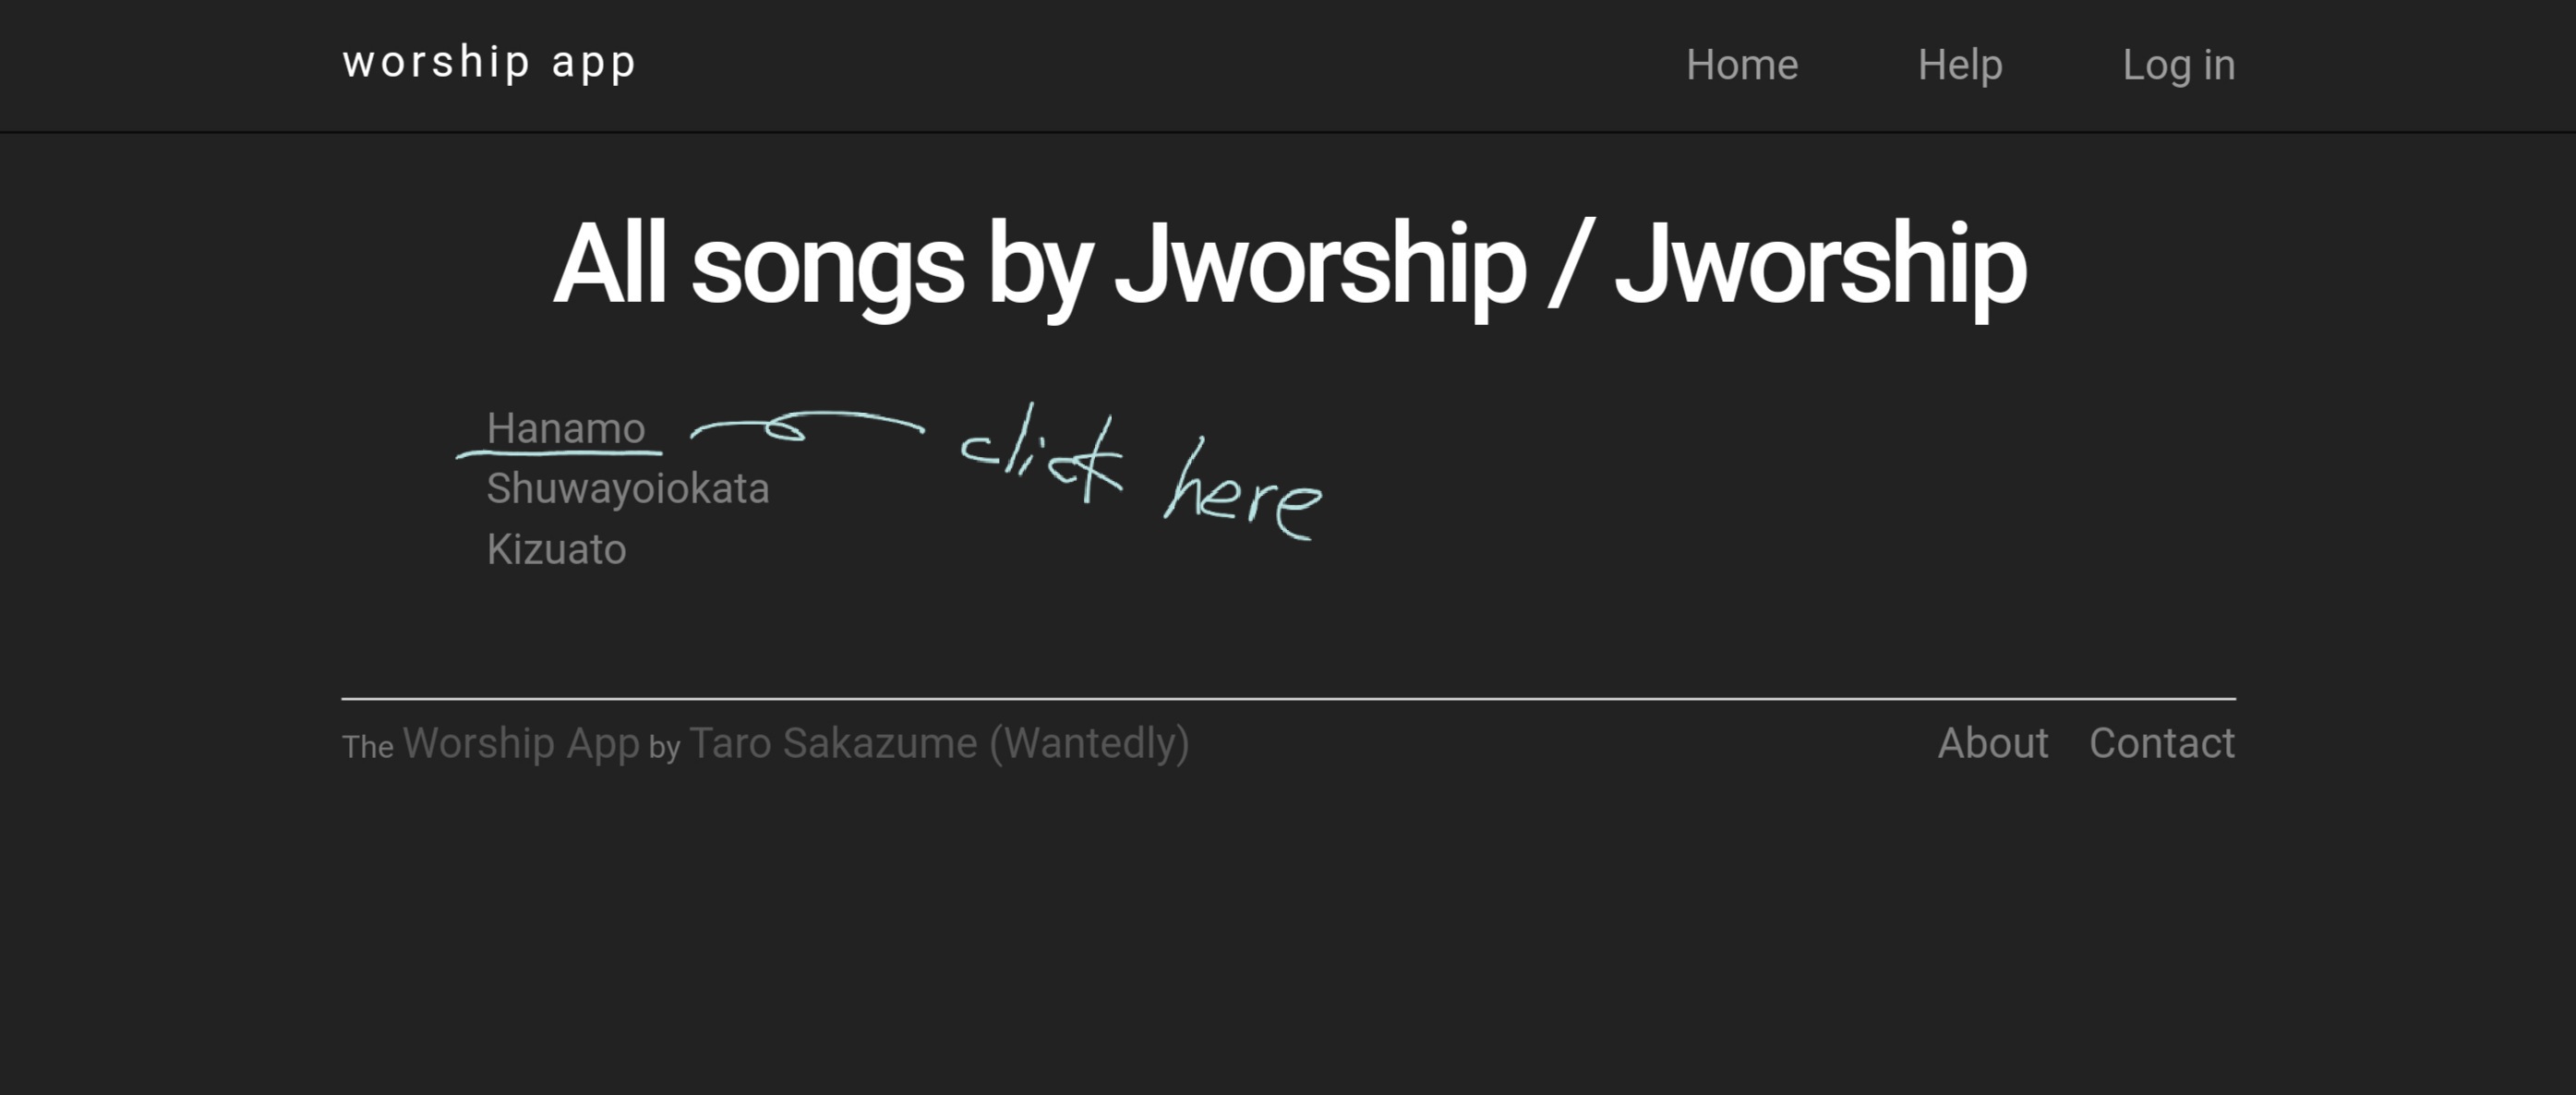 worship app Home Help Log in
All songs by Jworship / Jworship
Hanamo
click here
Shuwayoiokata
Kizuato
The Worship App by Taro Sakazume (Wantedly) About Contact